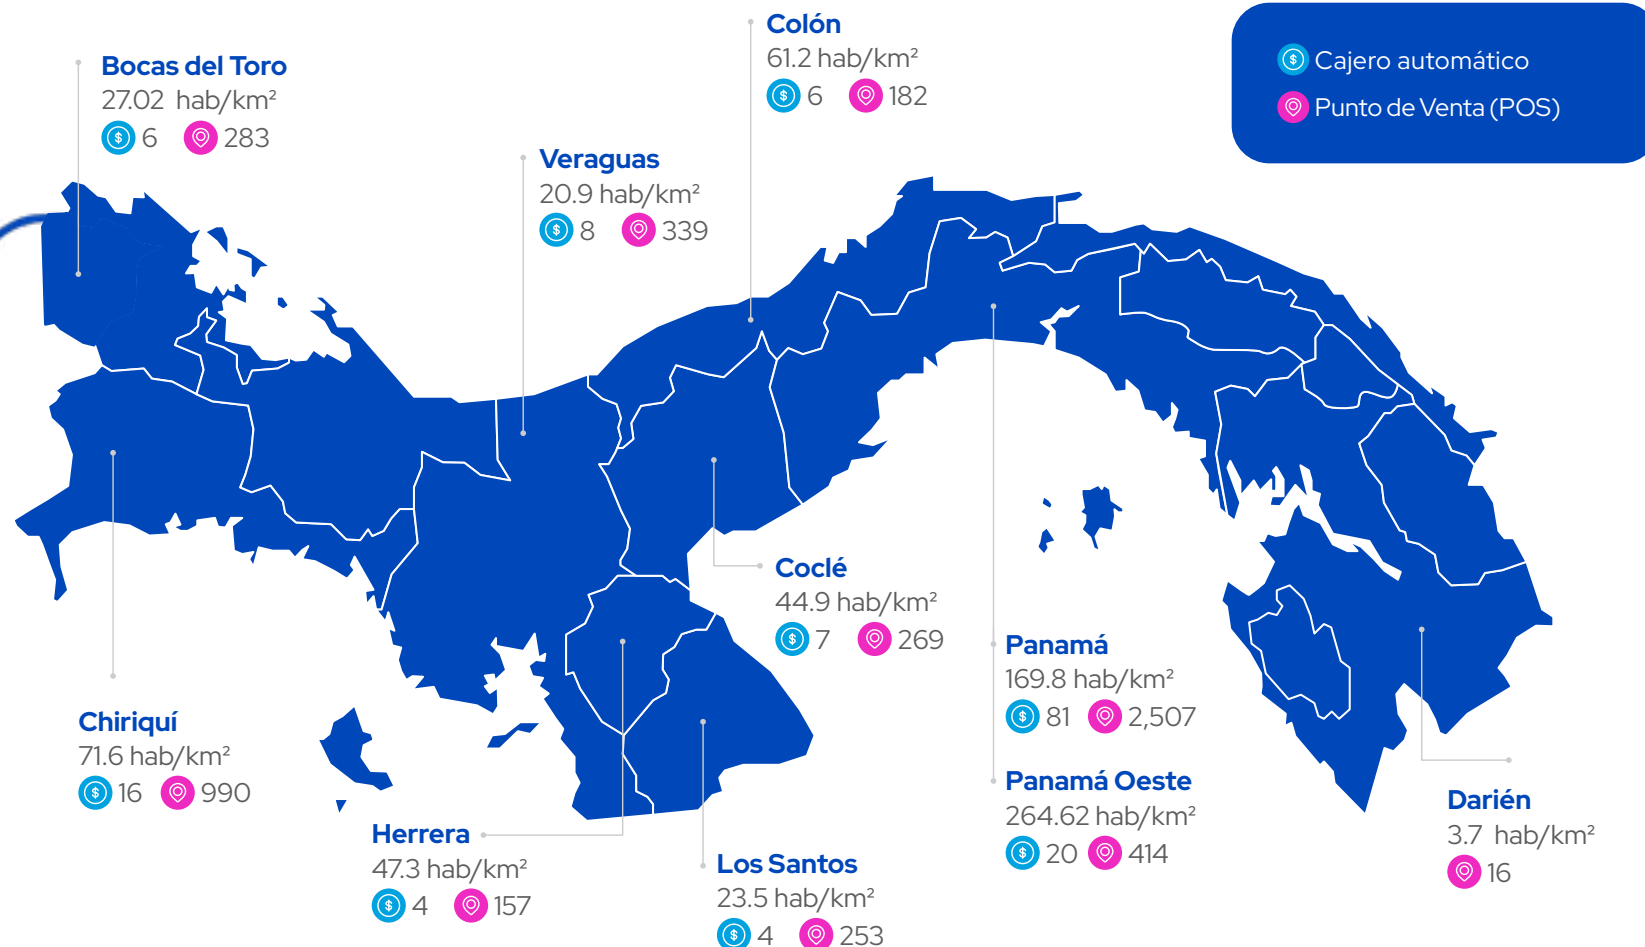 Colón
61.2 hab/km²
6 182
Cajero automático
Punto de Venta (POS)
Bocas del Toro
27.02 hab/km²
6 283
Veraguas
20.9 hab/km²
8 339
Coclé
44.9 hab/km²
7 269
Panamá
169.8 hab/km²
81 2,507
Chiriquí
71.6 hab/km²
16 990
Panamá Oeste
264.62 hab/km²
20 414
Darién
3.7 hab/km²
16
Herrera
47.3 hab/km²
4 157
Los Santos
23.5 hab/km²
4 253